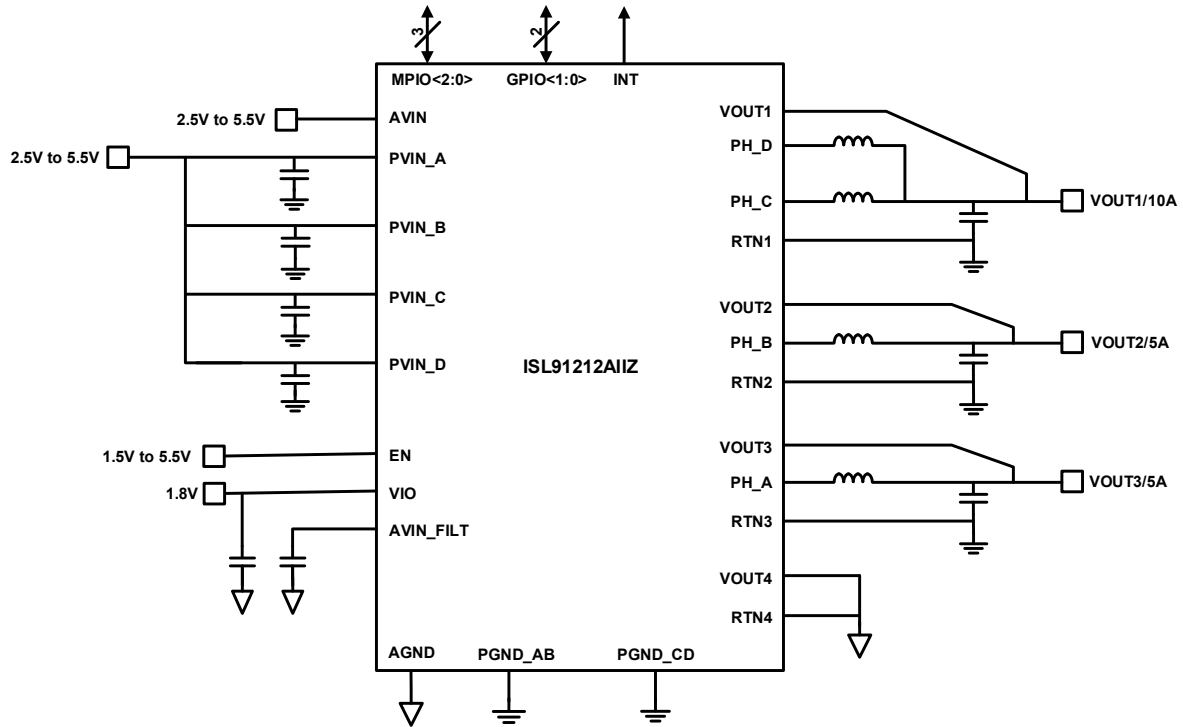 3
2
MPIO<2:0>
GPIO<1:0>
INT
2.5V to 5.5V
AVIN
2.5V to 5.5V
PVIN_A
PVIN_B
PVIN_C
PVIN_D
1.5V to 5.5V
EN
1.8V
VIO
AVIN_FILT
ISL91212AIIZ
VOUT1
PH_D
PH_C
VOUT1/10A
RTN1
VOUT2
PH_B
VOUT2/5A
RTN2
VOUT3
PH_A
VOUT3/5A
RTN3
VOUT4
RTN4
AGND
PGND_AB
PGND_CD